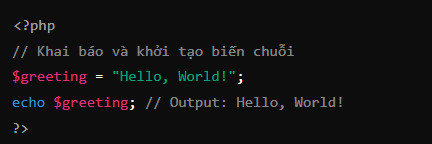 <?php
// Khai báo và khởi tạo biến chuỗi
$greeting = "Hello, World!";
echo $greeting; // Output: Hello, World!
?>